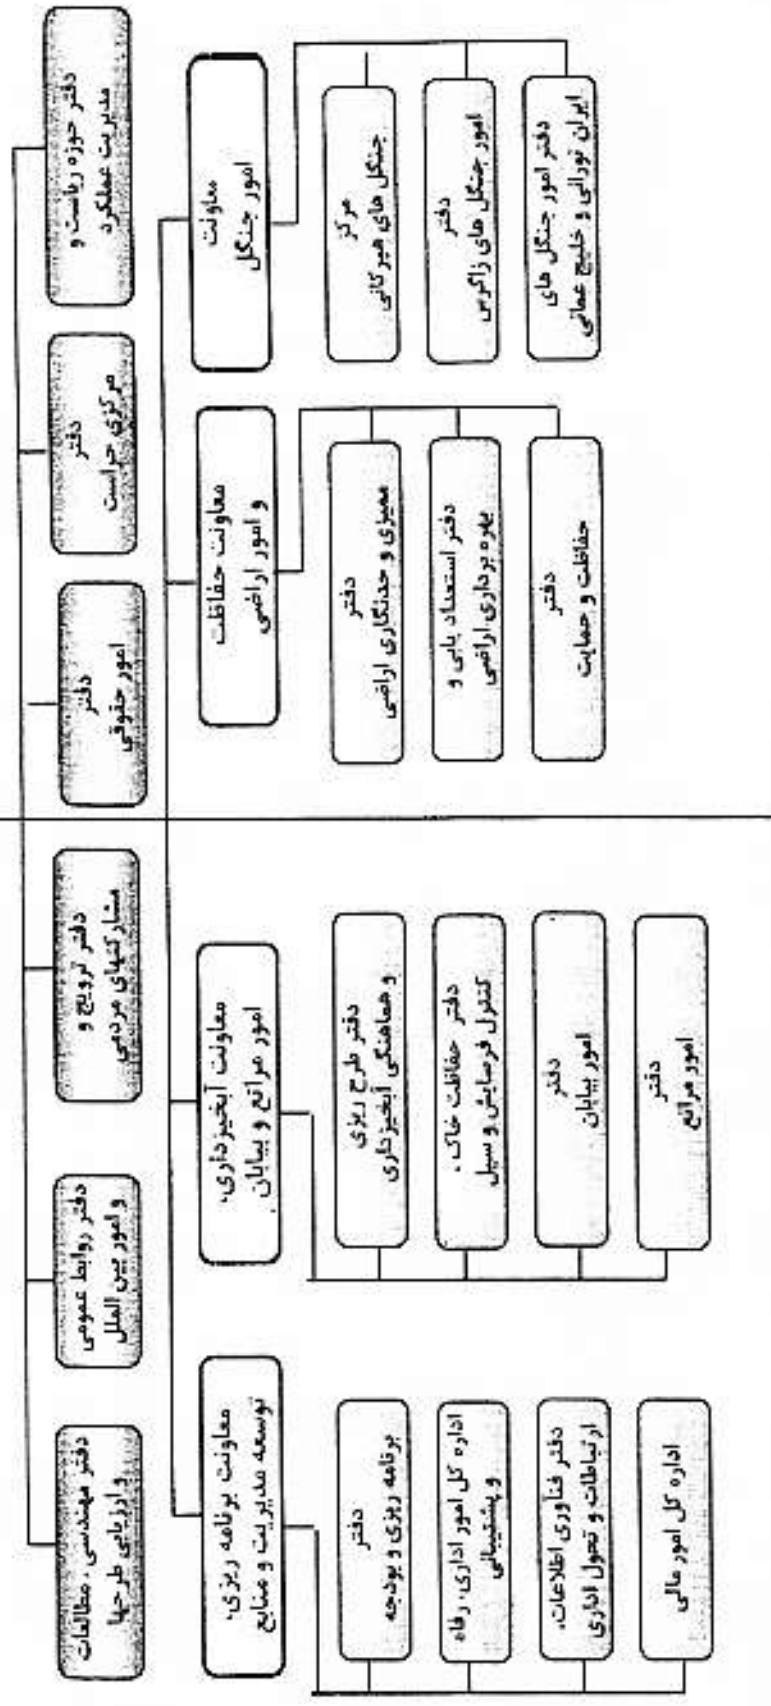 دفتر حوزه ریاست و
مدیریت عملکرد
دفتر
مرکزی حراست
دفتر
امور حقوقی
دفتر ترویج و
مشارکتهای مردمی
دفتر روابط عمومی
و امور بین الملل
دفتر مهندسی، مطالعات
و ارزیابی طرحها
معاونت
امور جنگل
مرکز
جنگل های هیرکانی
دفتر
امور جنگل های زاگرس
دفتر امور جنگل های
ایران تورانی و خلیج عمانی
معاونت حفاظت
و امور اراضی
دفتر
ممیزی و حدنگاری اراضی
دفتر استعداد یابی و
بهره برداری اراضی
دفتر
حفاظت و حمایت
معاونت آبخیزداری،
امور مراتع و بیابان
دفتر طرح ریزی
و هماهنگی آبخیزداری
دفتر حفاظت خاک ،
کنترل فرسایش و سیل
دفتر
امور بیابان
دفتر
امور مراتع
معاونت برنامه ریزی،
توسعه مدیریت و منابع
دفتر
برنامه ریزی و بودجه
اداره کل امور اداری، رفاه
و پشتیبانی
دفتر فنآوری اطلاعات،
ارتباطات و تحول اداری
اداره کل امور مالی